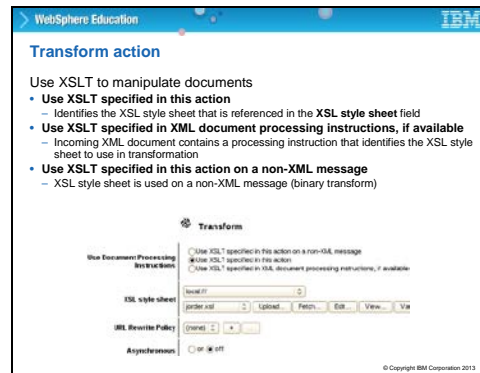 WebSphere Education
IBM
Transform action
Use XSLT to manipulate documents
• Use XSLT specified in this action
– Identifies the XSL style sheet that is referenced in the XSL style sheet field
• Use XSLT specified in XML document processing instructions, if available
– Incoming XML document contains a processing instruction that identifies the XSL style
sheet to use in transformation
• Use XSLT specified in this action on a non-XML message
– XSL style sheet is used on a non-XML message (binary transform)
Transform
Use Document Processing
Instructions
Use XSLT specified in this action on a non-XML message
Use XSLT specified in this action
Use XSLT specified in XML document processing instructions, if available
XSL style sheet
local:///
jorder.xsl Upload... Fetch... Edit... View... Va
URL Rewrite Policy
(none) + ...
Asynchronous
on off
© Copyright IBM Corporation 2013